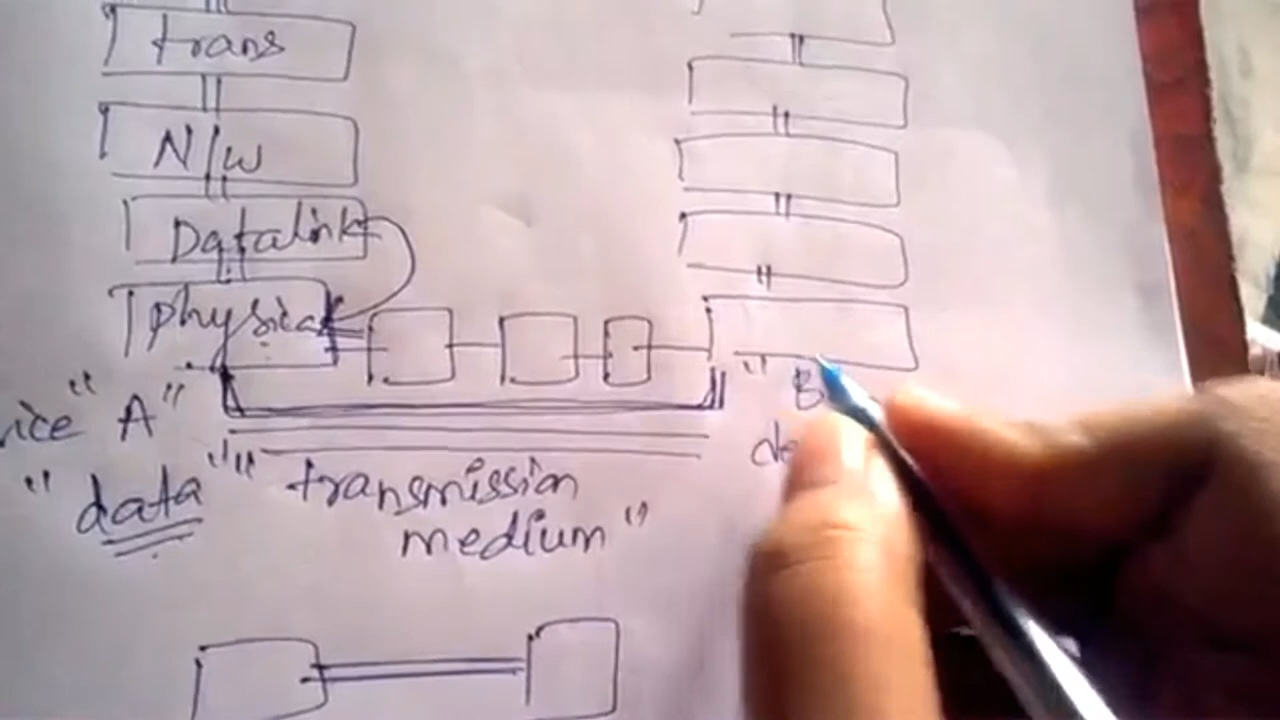 trans
N/w
Datalink
physical
"A"
" B
"data"
"transmission
medium"